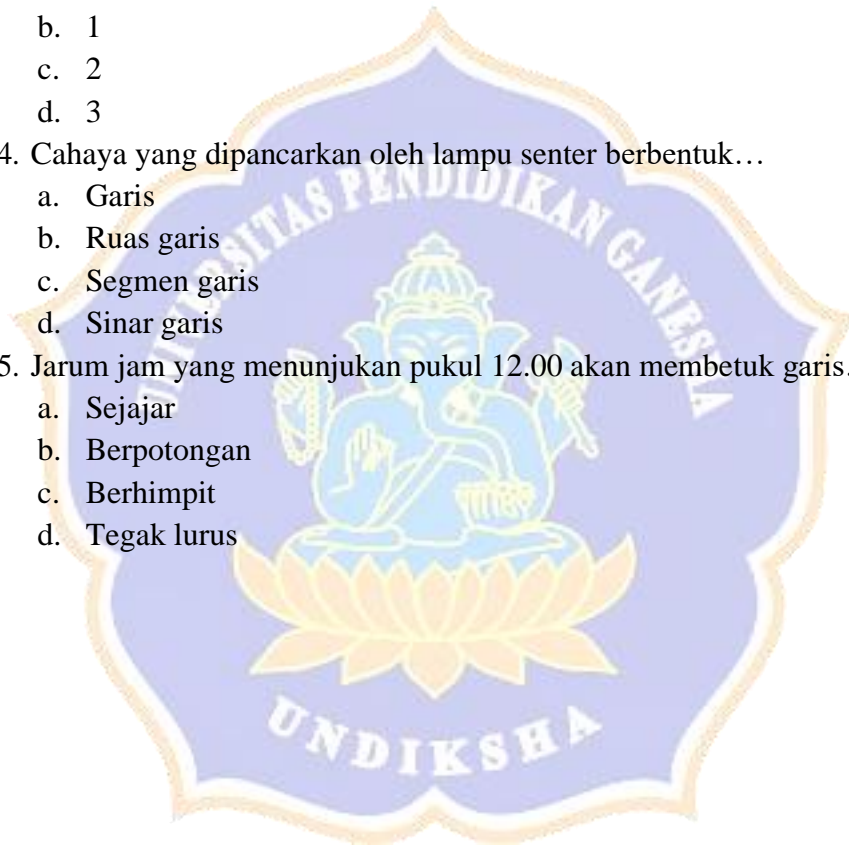 b. 1
c. 2
d. 3
4. Cahaya yang dipancarkan oleh lampu senter berbentuk…
a. Garis
b. Ruas garis
c. Segmen garis
d. Sinar garis
5. Jarum jam yang menunjukan pukul 12.00 akan membetuk garis.
a. Sejajar
b. Berpotongan
c. Berhimpit
d. Tegak lurus
UNIVERSITAS PENDIDIKAN GANESHA
UNDIKSHA